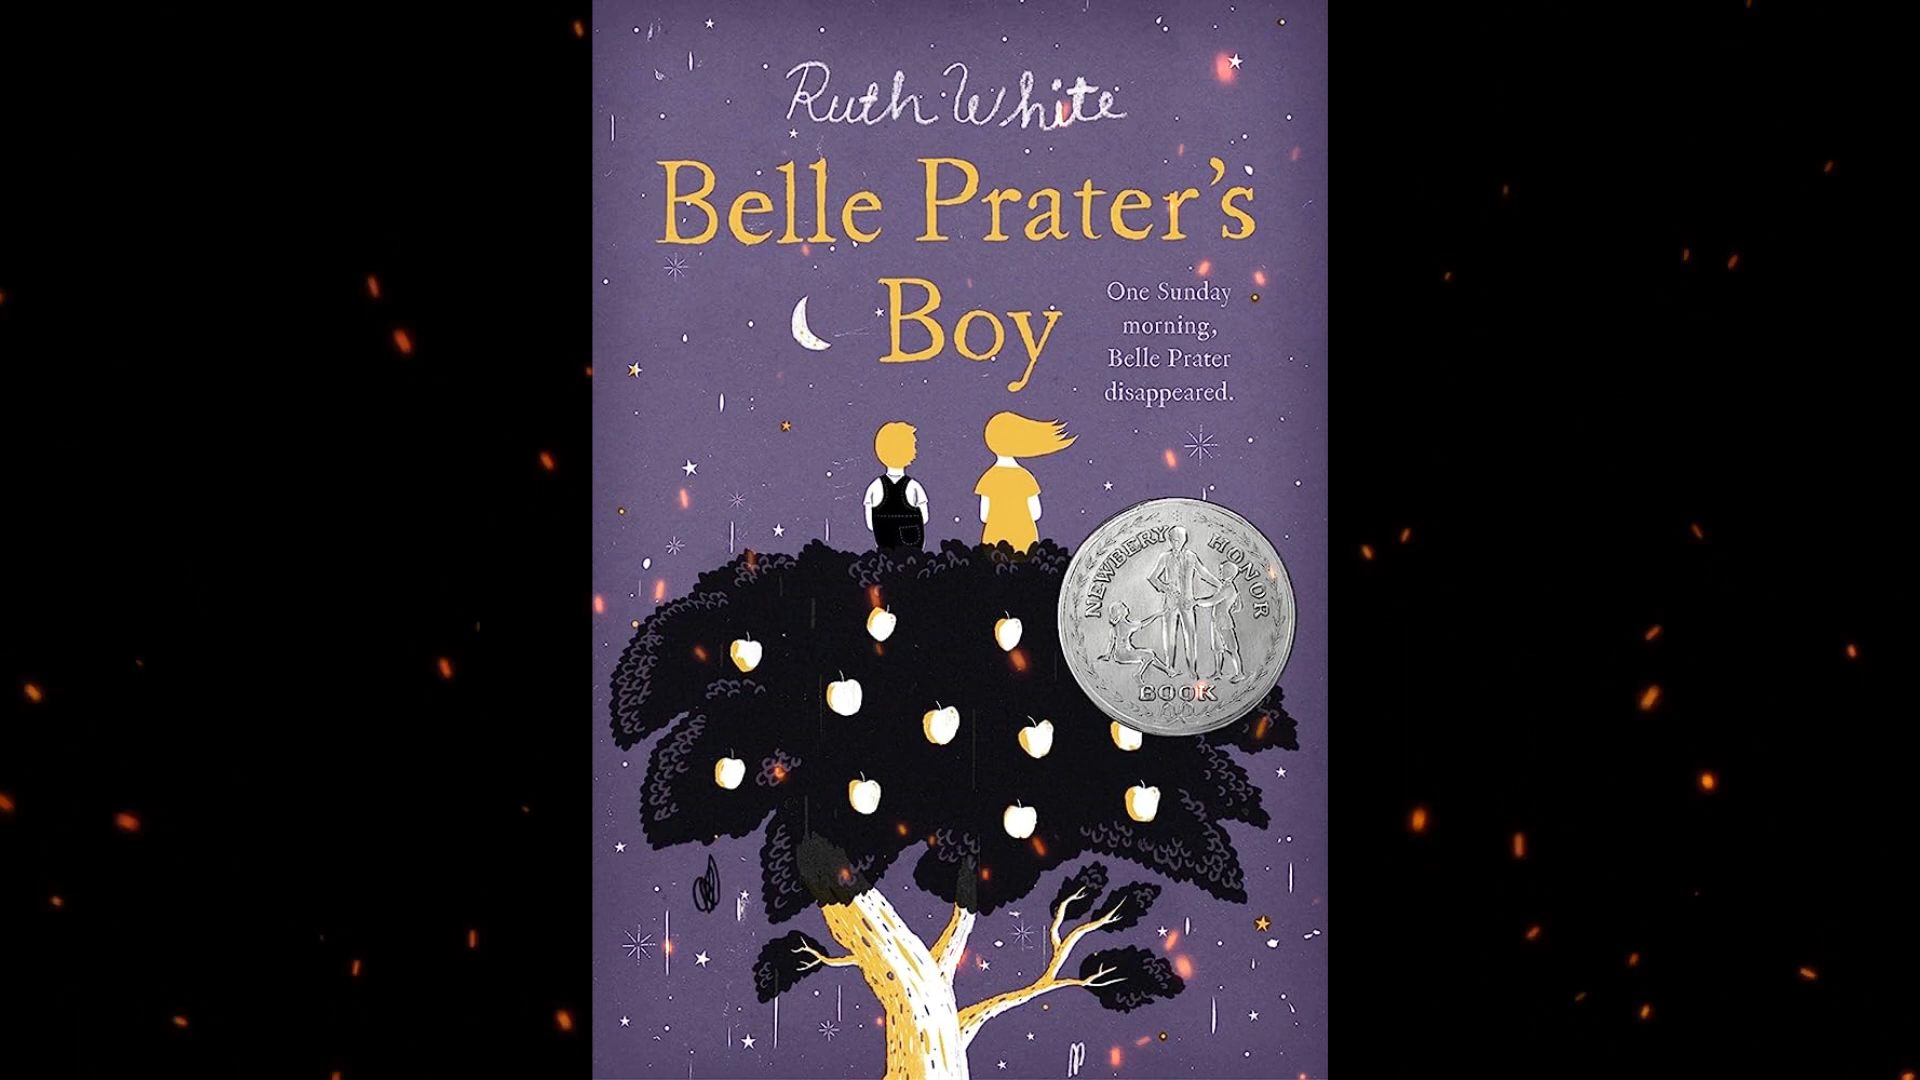 Ruth White
Belle Prater's
Boy
One Sunday
morning,
Belle Prater
disappeared.
NEWBERY HONOR
BOOK